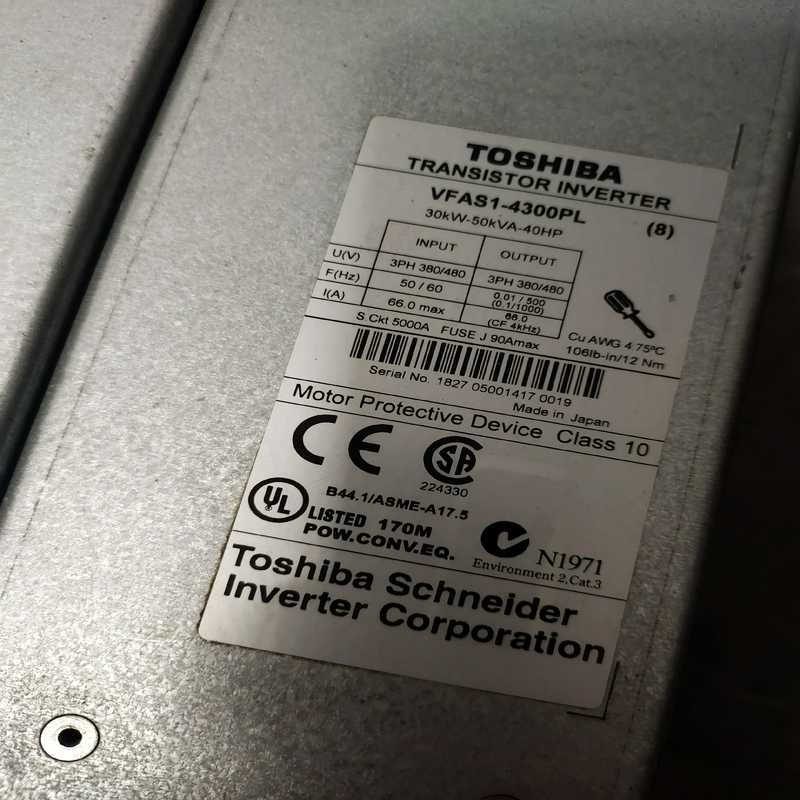 TOSHIBA
TRANSISTOR INVERTER
VFAS1-4300PL (8)
30kW-50kVA-40HP
INPUT OUTPUT
U(V) 3PH 380/480 3PH 380/480
F(Hz) 50 / 60 0.01 / 500
(0.1/1000)
I(A) 66.0 max 66.0
(CF 4kHz)
S Ckt 5000A FUSE J 90Amax
Cu AWG 4 75°C
106lb-in/12 Nm
Serial No. 1827 05001417 0019
Made in Japan
Motor Protective Device Class 10
CE SA
224330
B44.1/ASME-A17.5
UL LISTED 170M
POW.CONV.EQ.
N1971
Environment 2,Cat.3
Toshiba Schneider
Inverter Corporation